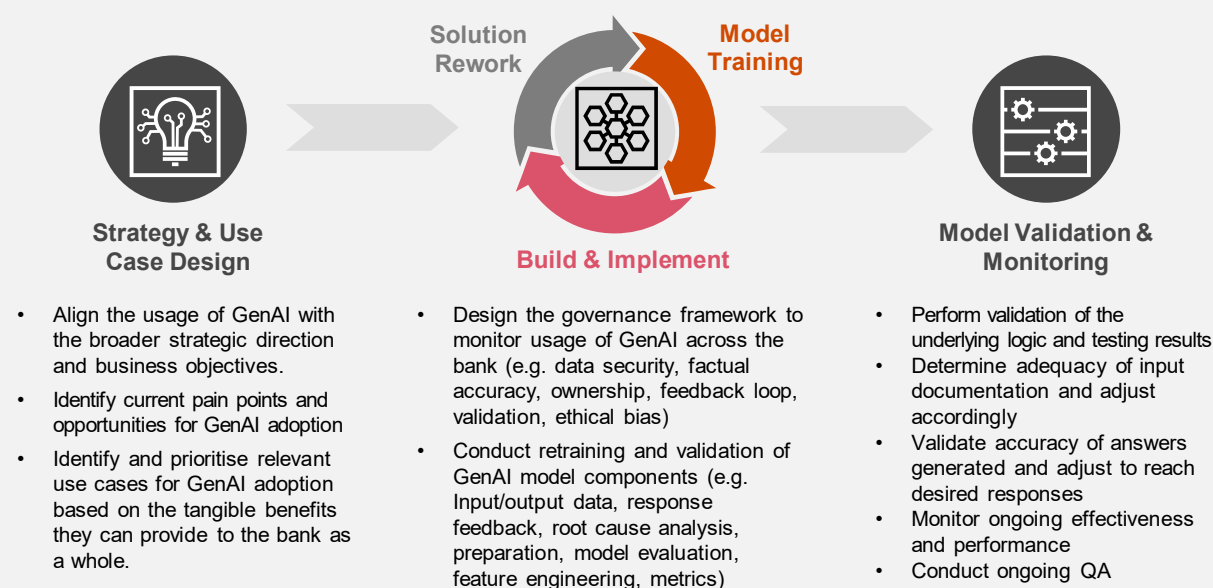 Solution
Rework
Model
Training
Strategy & Use
Case Design
Build & Implement
Model Validation &
Monitoring
• Align the usage of GenAI with
the broader strategic direction
and business objectives.
• Identify current pain points and
opportunities for GenAI adoption
• Identify and prioritise relevant
use cases for GenAI adoption
based on the tangible benefits
they can provide to the bank as
a whole.
• Design the governance framework to
monitor usage of GenAI across the
bank (e.g. data security, factual
accuracy, ownership, feedback loop,
validation, ethical bias)
• Conduct retraining and validation of
GenAI model components (e.g.
Input/output data, response
feedback, root cause analysis,
preparation, model evaluation,
feature engineering, metrics)
• Perform validation of the
underlying logic and testing results
• Determine adequacy of input
documentation and adjust
accordingly
• Validate accuracy of answers
generated and adjust to reach
desired responses
• Monitor ongoing effectiveness
and performance
• Conduct ongoing QA